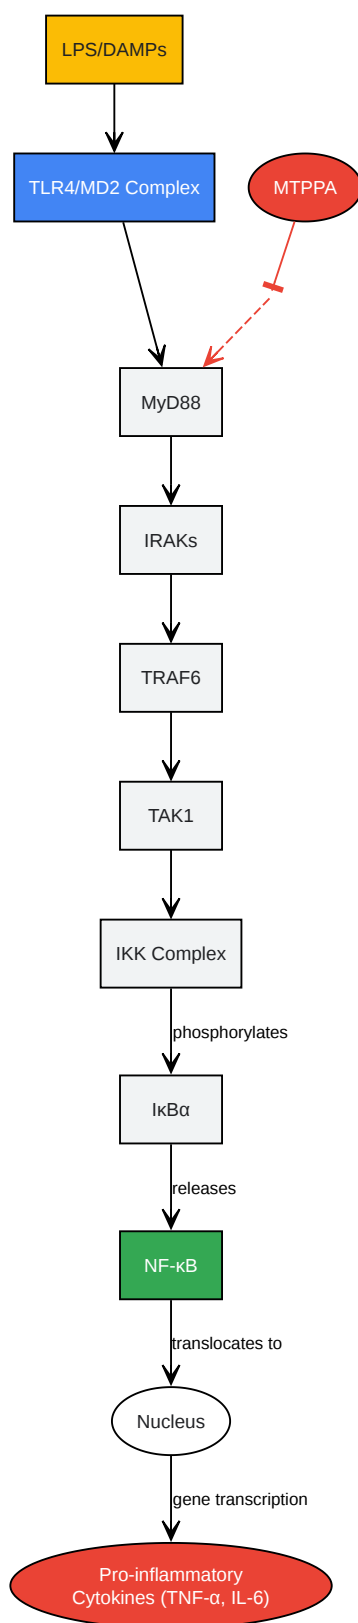 LPS/DAMPs
TLR4/MD2 Complex
MTPPA
MyD88
IRAKs
TRAF6
TAK1
IKK Complex
phosphorylates
IκBα
releases
NF-κB
translocates to
Nucleus
gene transcription
Pro-inflammatory
Cytokines (TNF-α, IL-6)